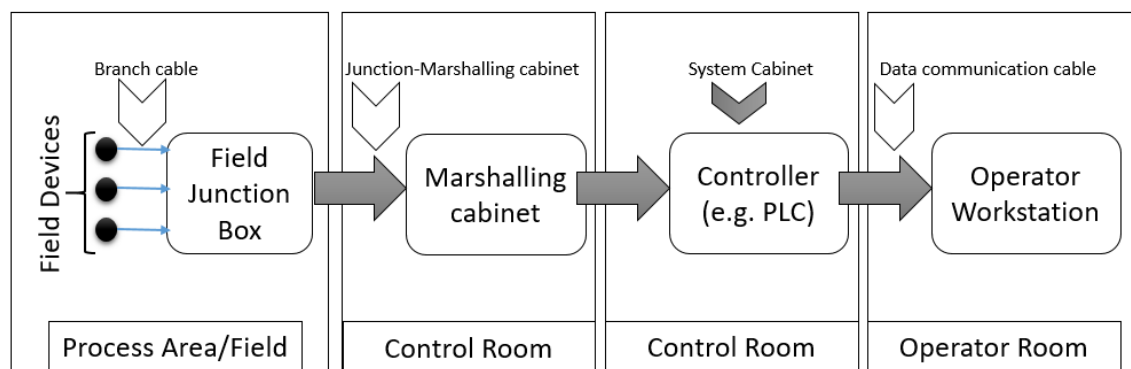 Branch cable
Junction-Marshalling cabinet
System Cabinet
Data communication cable
Field Devices
Field
Junction
Box
Marshalling
cabinet
Controller
(e.g. PLC)
Operator
Workstation
Process Area/Field
Control Room
Control Room
Operator Room